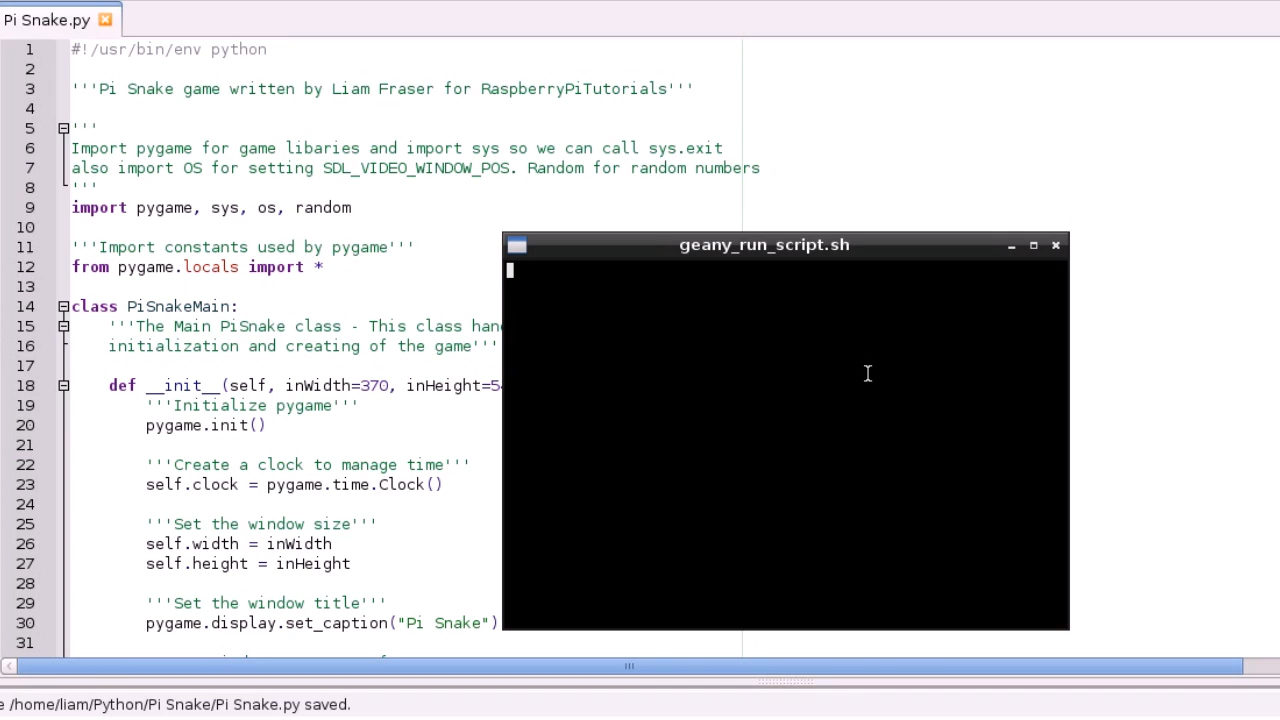 Pi Snake.py
1 #!/usr/bin/env python
2
3 '''Pi Snake game written by Liam Fraser for RaspberryPiTutorials'''
4
5 '''
6 Import pygame for game libaries and import sys so we can call sys.exit
7 also import OS for setting SDL_VIDEO_WINDOW_POS. Random for random numbers
8 '''
9 import pygame, sys, os, random
10
11 '''Import constants used by pygame'''
12 from pygame.locals import *
13
14 class PiSnakeMain:
15 '''The Main PiSnake class - This class han
16 initialization and creating of the game'''
17
18 def __init__(self, inWidth=370, inHeight=5
19 '''Initialize pygame'''
20 pygame.init()
21
22 '''Create a clock to manage time'''
23 self.clock = pygame.time.Clock()
24
25 '''Set the window size'''
26 self.width = inWidth
27 self.height = inHeight
28
29 '''Set the window title'''
30 pygame.display.set_caption("Pi Snake")
31
geany_run_script.sh
e /home/liam/Python/Pi Snake/Pi Snake.py saved.